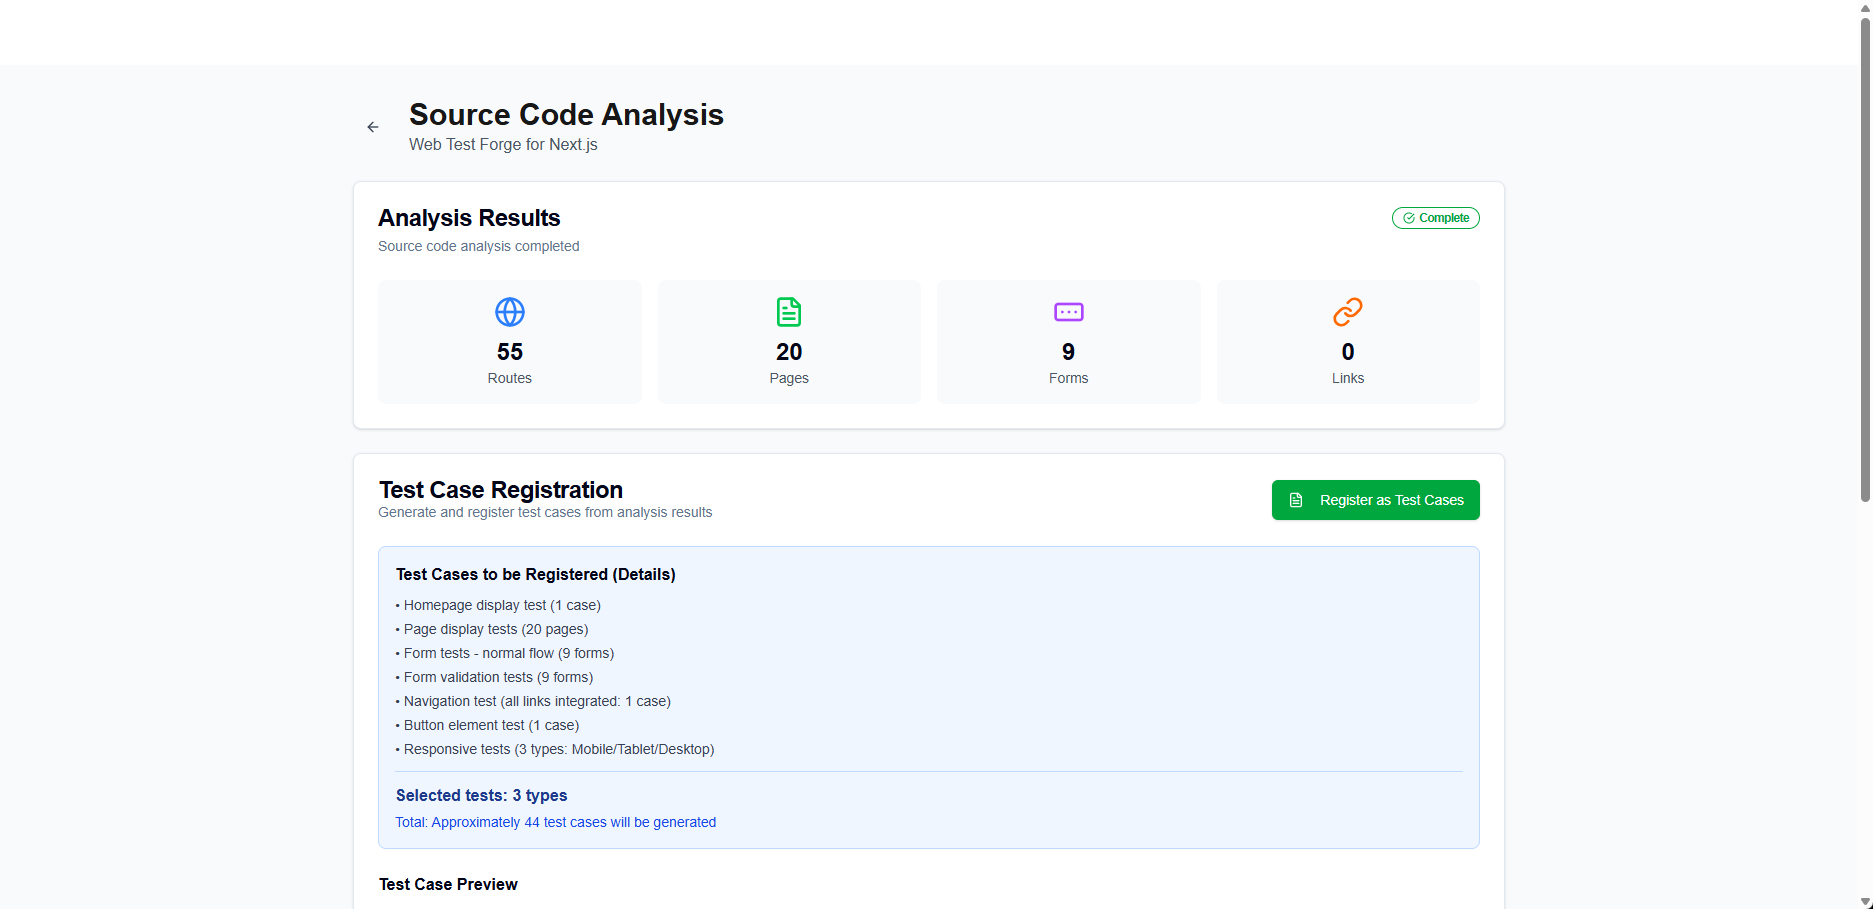 Source Code Analysis
Web Test Forge for Next.js
Analysis Results
Complete
Source code analysis completed
55
Routes
20
Pages
9
Forms
0
Links
Test Case Registration
Generate and register test cases from analysis results
Register as Test Cases
Test Cases to be Registered (Details)
• Homepage display test (1 case)
• Page display tests (20 pages)
• Form tests - normal flow (9 forms)
• Form validation tests (9 forms)
• Navigation test (all links integrated: 1 case)
• Button element test (1 case)
• Responsive tests (3 types: Mobile/Tablet/Desktop)
Selected tests: 3 types
Total: Approximately 44 test cases will be generated
Test Case Preview